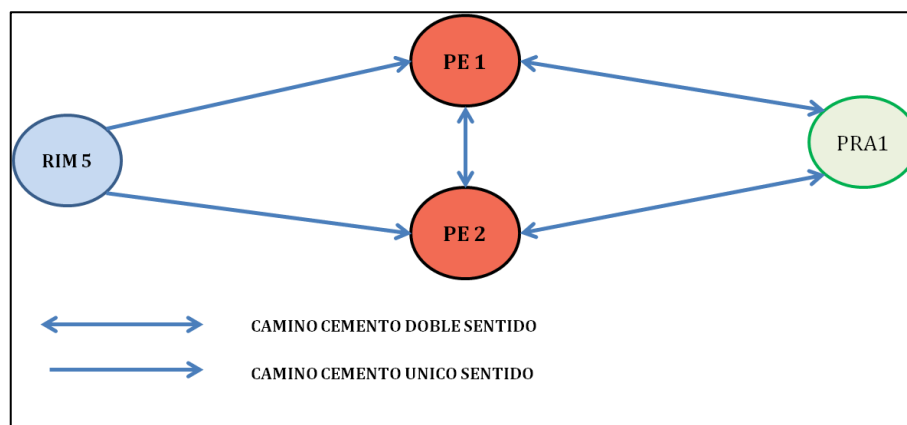 PE 1
RIM 5
PRA1
PE 2
CAMINO CEMENTO DOBLE SENTIDO
CAMINO CEMENTO UNICO SENTIDO